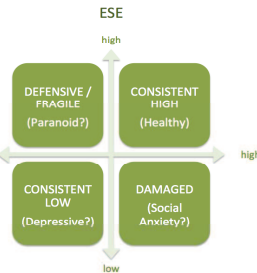 ESE
high
DEFENSIVE /
FRAGILE
(Paranoid?)
CONSISTENT
HIGH
(Healthy)
high
CONSISTENT
LOW
(Depressive?)
DAMAGED
(Social
Anxiety?)
low